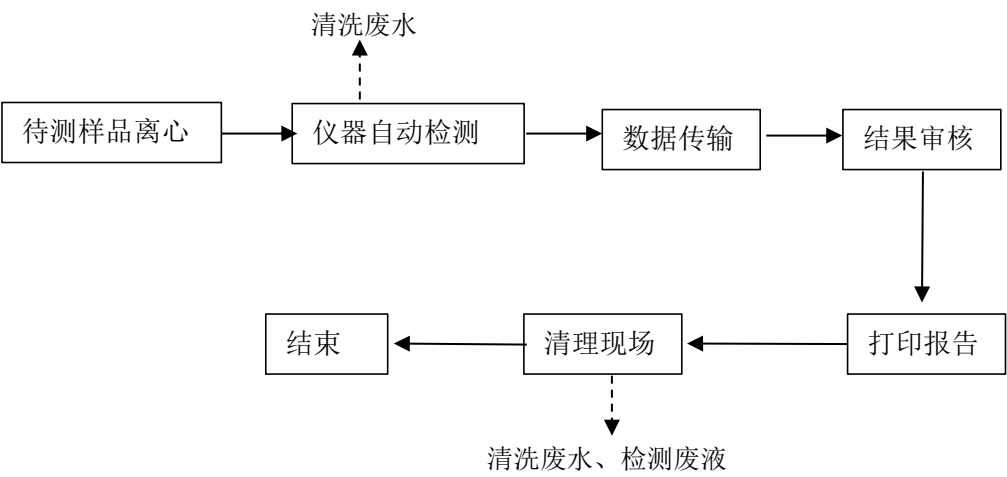 清洗废水
待测样品离心
仪器自动检测
数据传输
结果审核
打印报告
清理现场
结束
清洗废水、检测废液